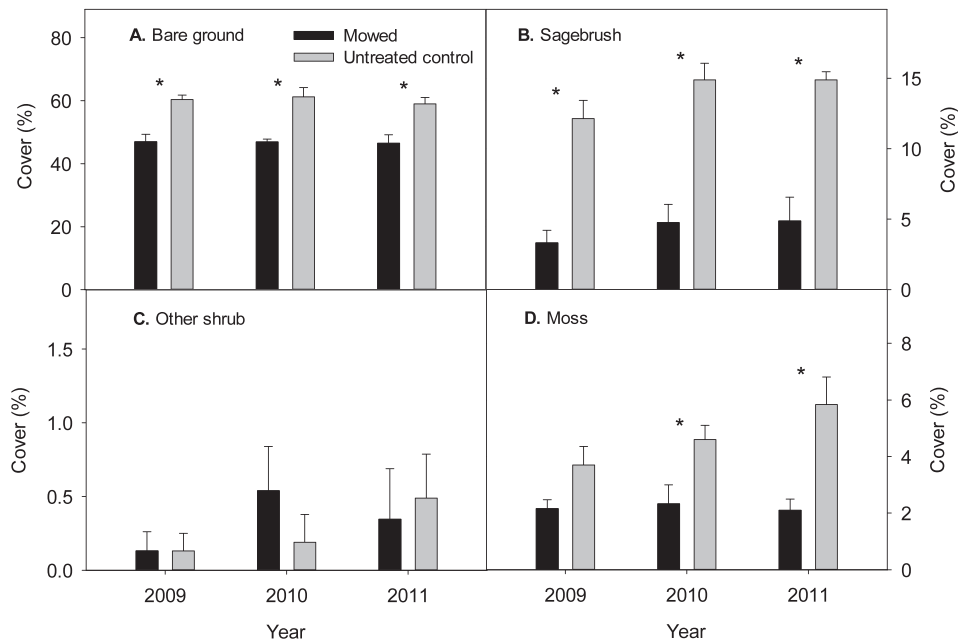 A. Bare ground
Mowed
Untreated control
B. Sagebrush
80
60
40
20
0
Cover (%)
* * *
* * *
15
10
5
0
Cover (%)
C. Other shrub
D. Moss
1.5
1.0
0.5
0.0
Cover (%)
* *
8
6
4
2
0
Cover (%)
2009 2010 2011
2009 2010 2011
Year
Year